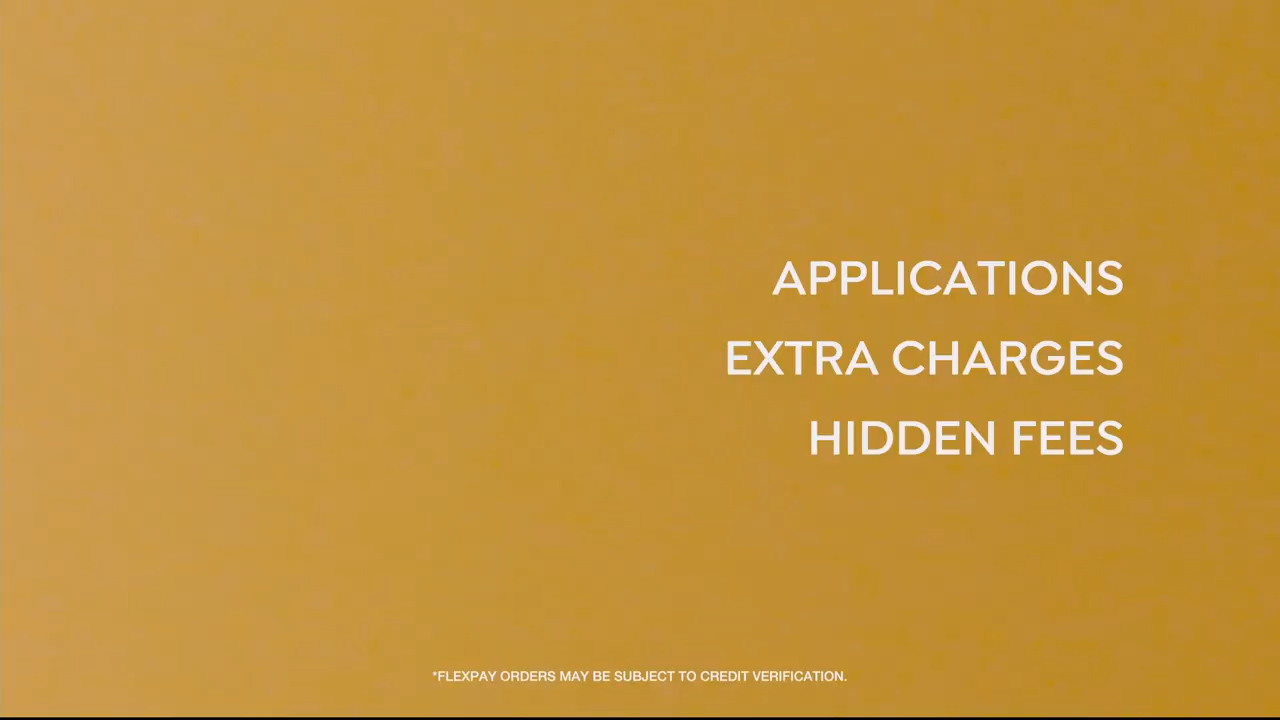 APPLICATIONS
EXTRA CHARGES
HIDDEN FEES
*FLEXPAY ORDERS MAY BE SUBJECT TO CREDIT VERIFICATION.